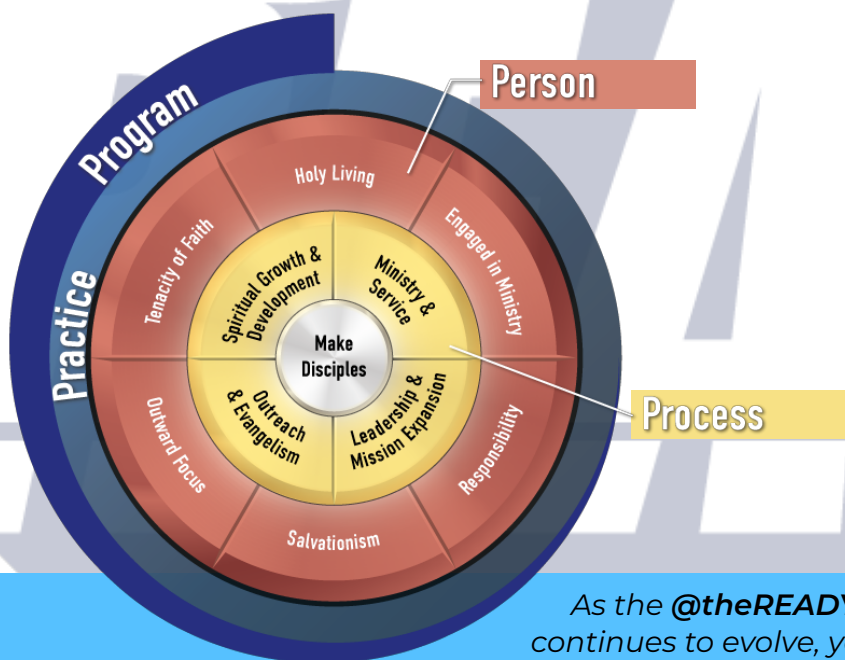 Program
Practice
Person
Process
Holy Living
Engaged in Ministry
Responsibility
Salvationism
Outward Focus
Tenacity of Faith
Spiritual Growth &
Development
Ministry &
Service
Leadership &
Mission Expansion
Outreach
& Evangelism
Make
Disciples
As the @theREADY
continues to evolve, y